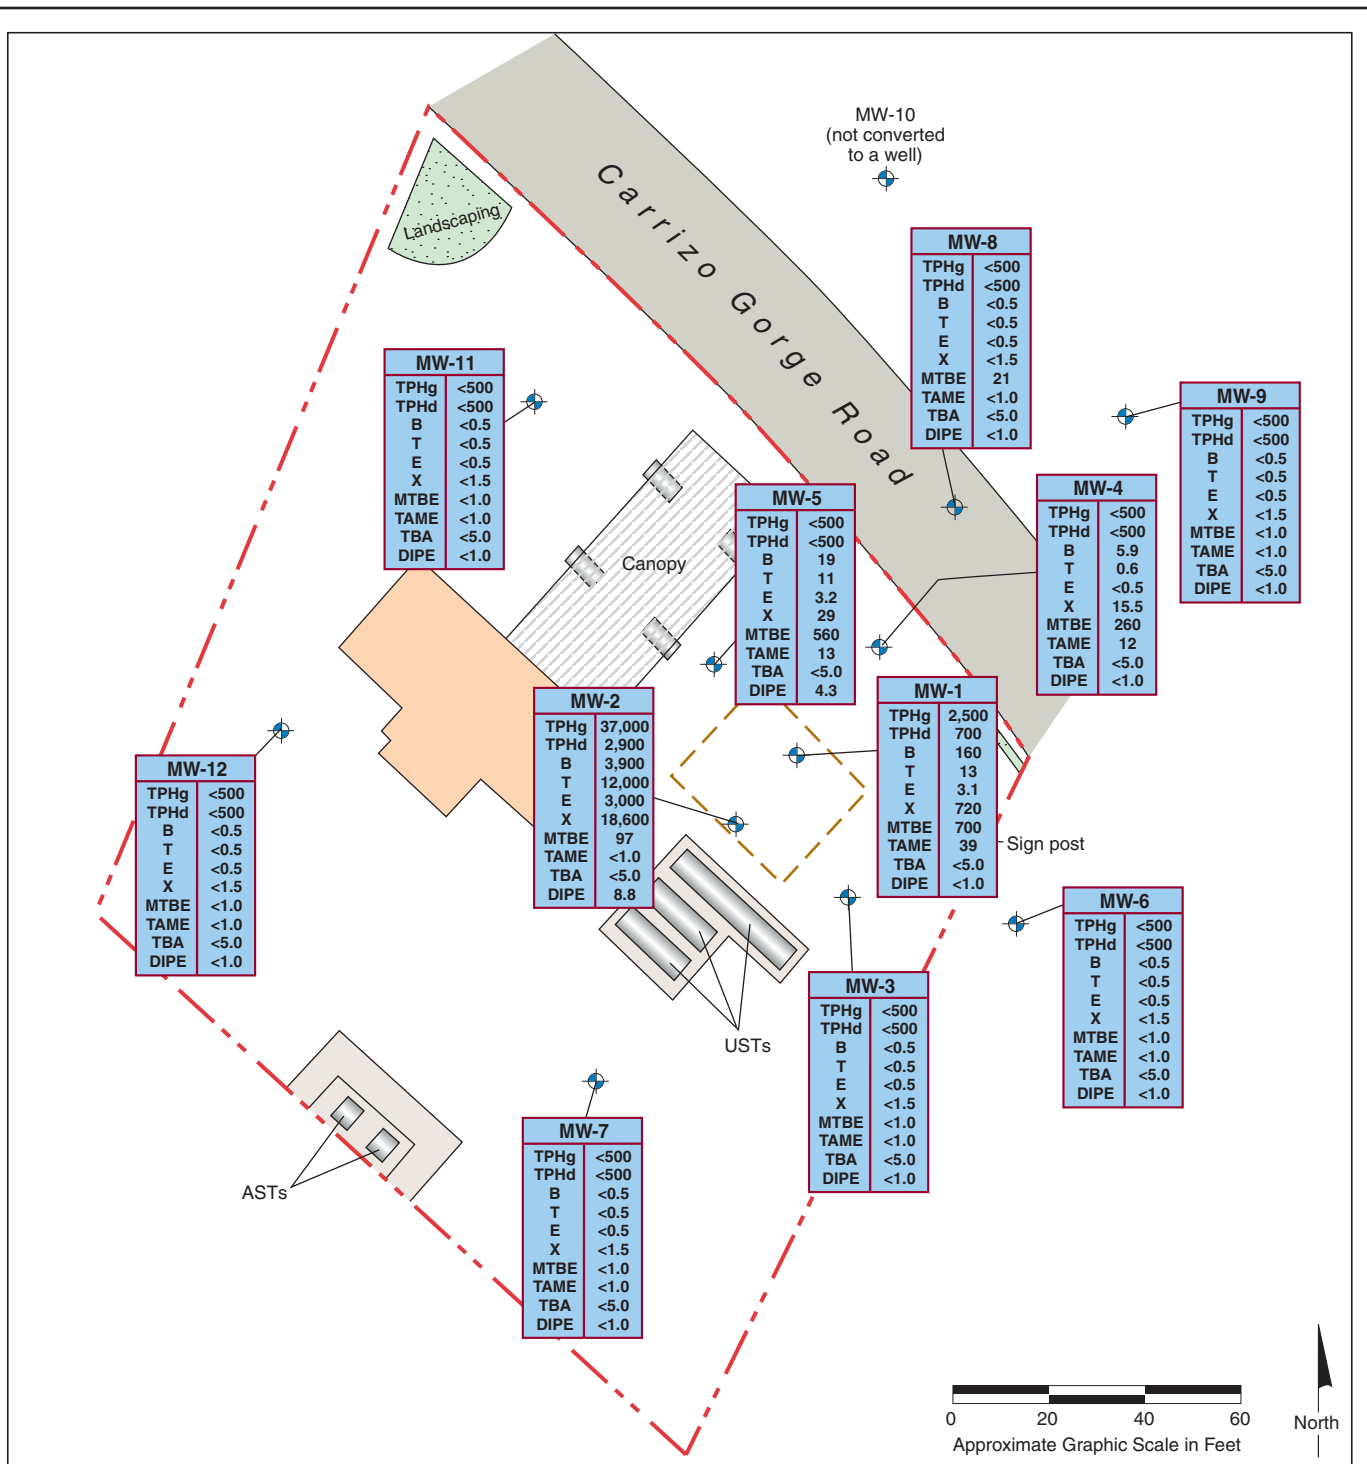 MW-10
(not converted
to a well)
Carrizo Gorge Road
Landscaping
MW-8
TPHg <500
TPHd <500
B <0.5
T <0.5
E <0.5
X <1.5
MTBE 21
TAME <1.0
TBA <5.0
DIPE <1.0
MW-11
TPHg <500
TPHd <500
B <0.5
T <0.5
E <0.5
X <1.5
MTBE <1.0
TAME <1.0
TBA <5.0
DIPE <1.0
MW-9
TPHg <500
TPHd <500
B <0.5
T <0.5
E <0.5
X <1.5
MTBE <1.0
TAME <1.0
TBA <5.0
DIPE <1.0
MW-4
TPHg <500
TPHd <500
B 5.9
T 0.6
E <0.5
X 15.5
MTBE 260
TAME 12
TBA <5.0
DIPE <1.0
MW-5
TPHg <500
TPHd <500
B 19
T 11
E 3.2
X 29
MTBE 560
TAME 13
TBA <5.0
DIPE 4.3
Canopy
MW-1
TPHg 2,500
TPHd 700
B 160
T 13
E 3.1
X 720
MTBE 700
TAME 39
TBA <5.0
DIPE <1.0
Sign post
MW-2
TPHg 37,000
TPHd 2,900
B 3,900
T 12,000
E 3,000
X 18,600
MTBE 97
TAME <1.0
TBA <5.0
DIPE 8.8
MW-12
TPHg <500
TPHd <500
B <0.5
T <0.5
E <0.5
X <1.5
MTBE <1.0
TAME <1.0
TBA <5.0
DIPE <1.0
MW-6
TPHg <500
TPHd <500
B <0.5
T <0.5
E <0.5
X <1.5
MTBE <1.0
TAME <1.0
TBA <5.0
DIPE <1.0
MW-3
TPHg <500
TPHd <500
B <0.5
T <0.5
E <0.5
X <1.5
MTBE <1.0
TAME <1.0
TBA <5.0
DIPE <1.0
USTs
MW-7
TPHg <500
TPHd <500
B <0.5
T <0.5
E <0.5
X <1.5
MTBE <1.0
TAME <1.0
TBA <5.0
DIPE <1.0
ASTs
0 20 40 60
Approximate Graphic Scale in Feet
North